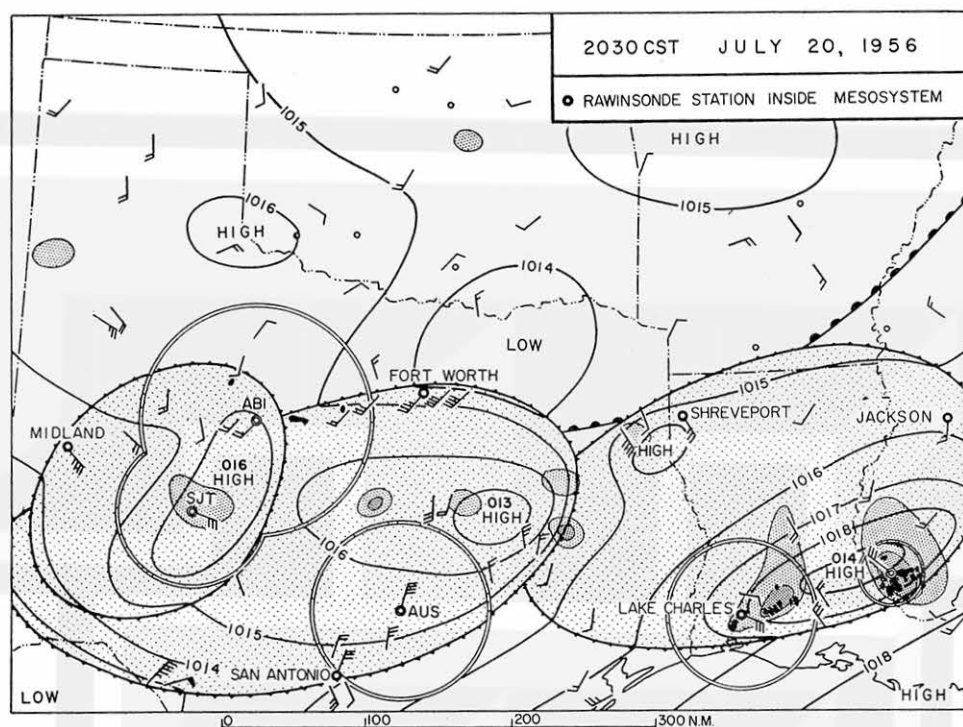 2030 CST JULY 20, 1956
RAWINSONDE STATION INSIDE MESOSYSTEM
1015
HIGH
1015
1016
HIGH
1014
LOW
FORT WORTH
1015
ABI
SHREVEPORT
JACKSON
MIDLAND
HIGH
016
HIGH
1016
SJT
013
HIGH
1017
1018
1016
014
HIGH
AUS
LAKE CHARLES
1015
1014
SAN ANTONIO
1018
LOW
HIGH
0 100 200 300 N.M.